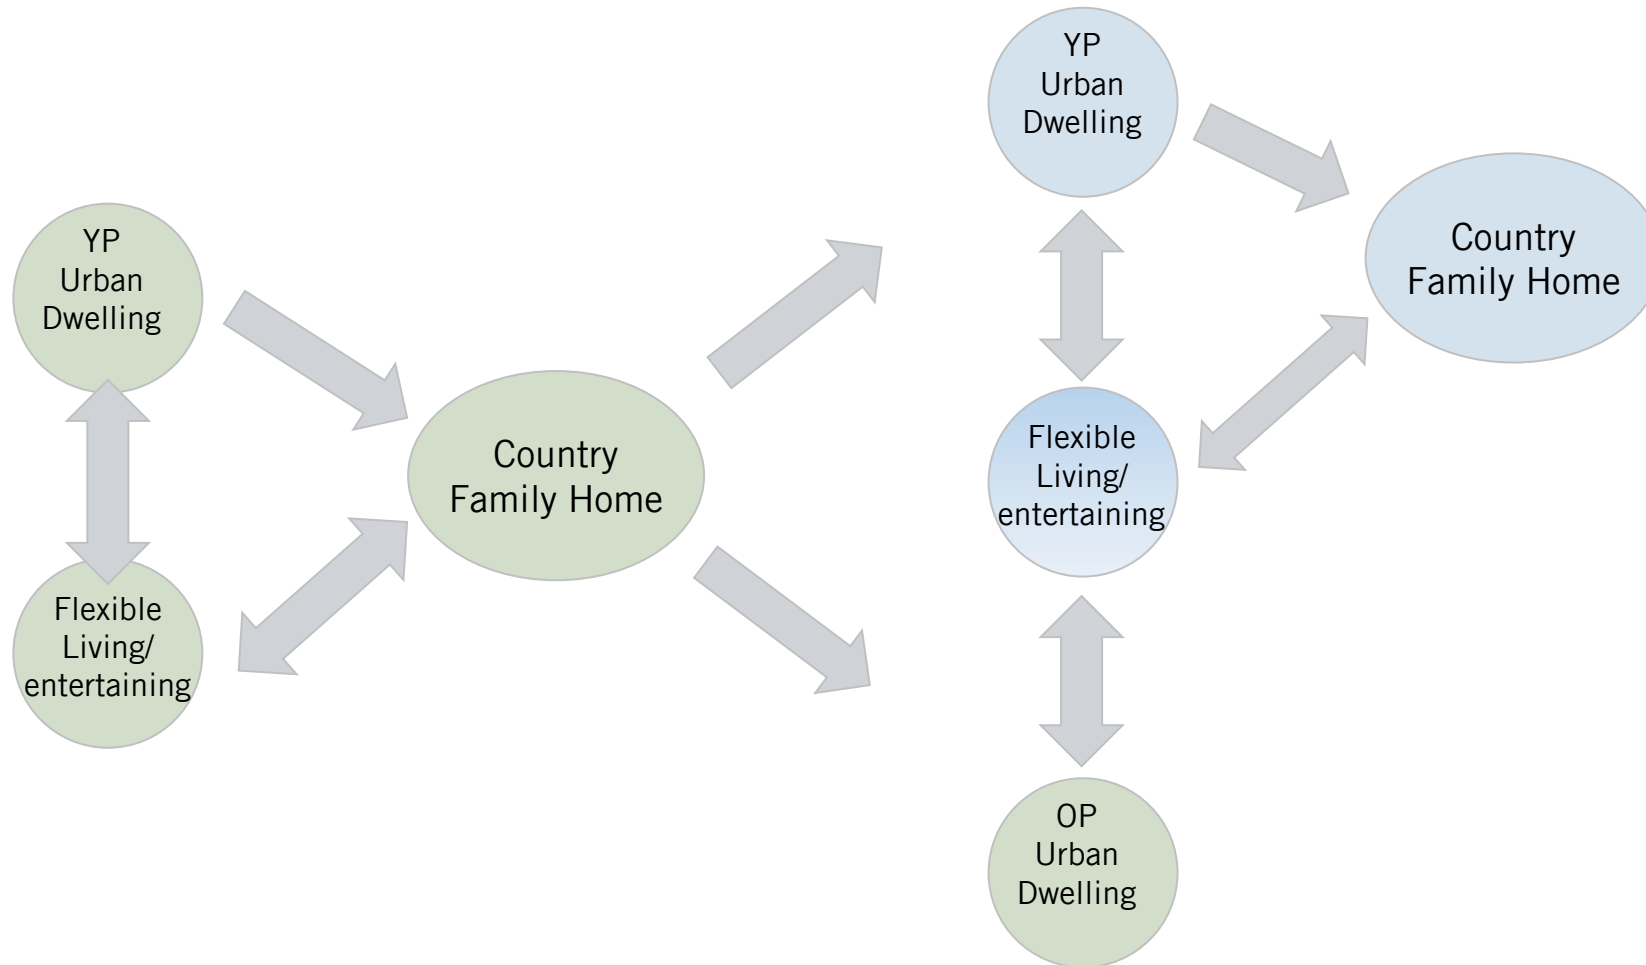 YP
Urban
Dwelling
Flexible
Living/
entertaining
Country
Family Home
YP
Urban
Dwelling
Flexible
Living/
entertaining
OP
Urban
Dwelling
Country
Family Home